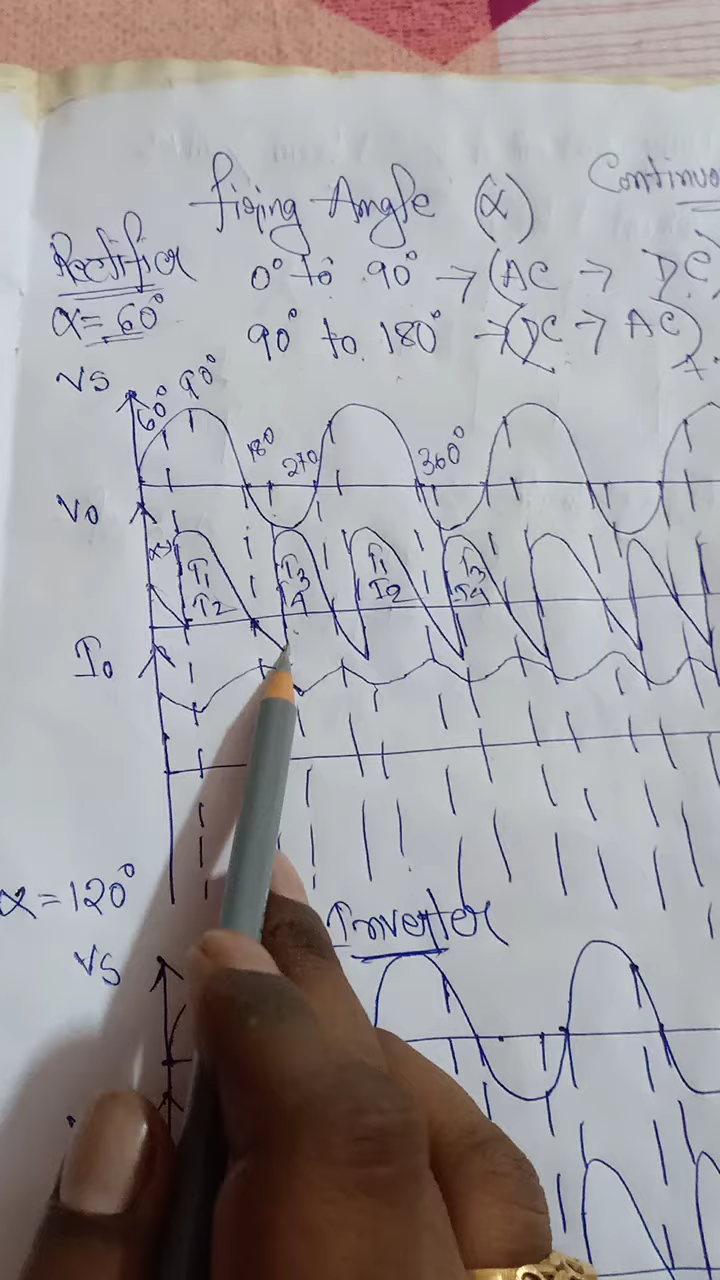 Firing Angle (α)
Continuo
Rectifier
0° to 90° → (AC → DC)
α = 60°
90° to 180° → (DC → AC)
VS
60° 90°
180 270 360°
VO
α
T1 T3 T1 T3
T2 4 T2 T4
Io
α = 120°
Inverter
VS